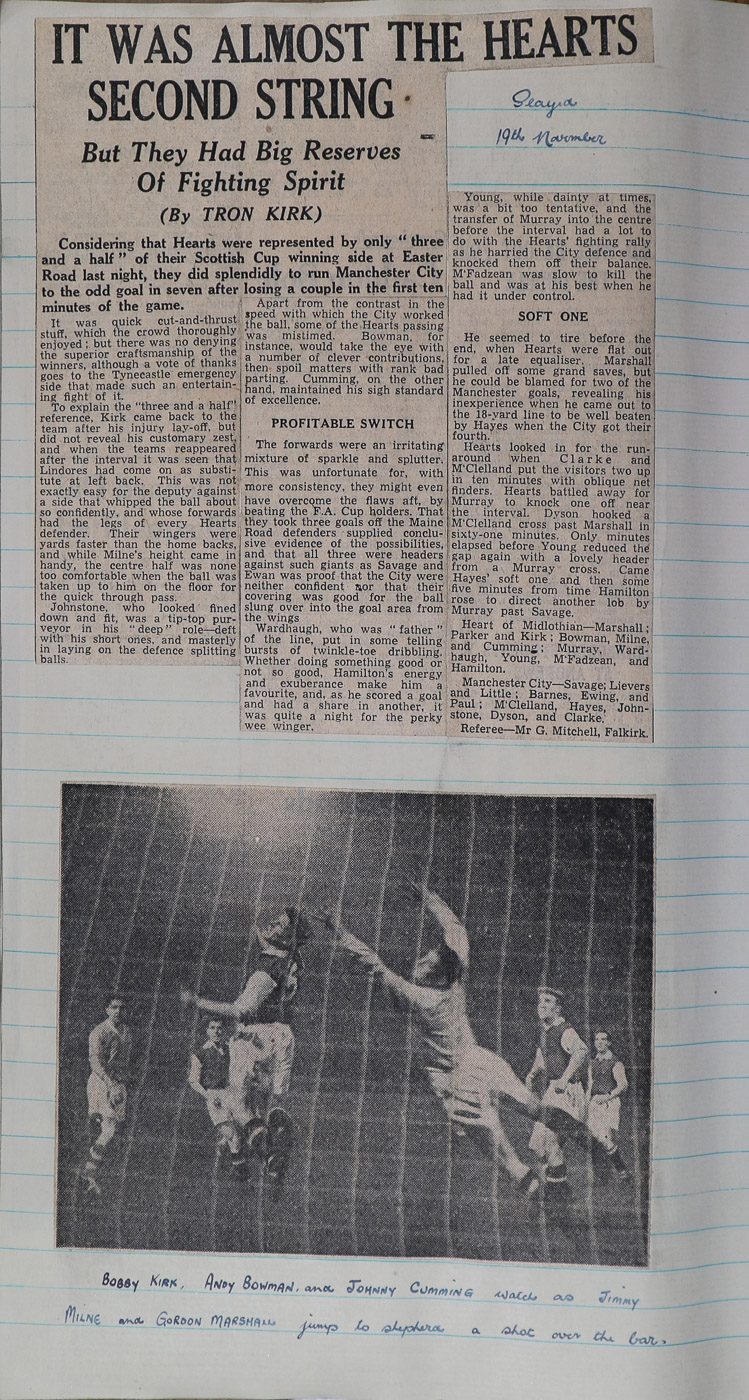 IT WAS ALMOST THE HEARTS
SECOND STRING
But They Had Big Reserves
Of Fighting Spirit
(By TRON KIRK)
Considering that Hearts were represented by only "three
and a half" of their Scottish Cup winning side at Easter
Road last night, they did splendidly to run Manchester City
to the odd goal in seven after losing a couple in the first ten
minutes of the game.
It was quick cut-and-thrust
stuff, which the crowd thoroughly
enjoyed; but there was no denying
the superior craftsmanship of the
winners, although a vote of thanks
goes to the Tynecastle emergency
side that made such an entertain-
ing fight of it.
To explain the "three and a half"
reference, Kirk came back to the
team after his injury lay-off, but
did not reveal his customary zest,
and when the teams reappeared
after the interval it was seen that
Lindores had come on as substi-
tute at left back. This was not
exactly easy for the deputy against
a side that whipped the ball about
so confidently, and whose forwards
had the legs of every Hearts
defender. Their wingers were
yards faster than the home backs,
and while Milne's height came in
handy, the centre half was none
too comfortable when the ball was
taken up to him on the floor for
the quick through pass.
Johnstone, who looked fined
down and fit, was a tip-top pur-
veyor in his "deep" role—deft
with his short ones, and masterly
in laying on the defence splitting
balls.
Apart from the contrast in the
speed with which the City worked
the ball, some of the Hearts passing
was mistimed. Bowman, for
instance, would take the eye with
a number of clever contributions,
then spoil matters with rank bad
parting. Cumming, on the other
hand, maintained his sigh standard
of excellence.
PROFITABLE SWITCH
The forwards were an irritating
mixture of sparkle and splutter.
This was unfortunate for, with
more consistency, they might even
have overcome the flaws aft, by
beating the F.A. Cup holders. That
they took three goals off the Maine
Road defenders supplied conclu-
sive evidence of the possibilities,
and that all three were headers
against such giants as Savage and
Ewan was proof that the City were
neither confident nor that their
covering was good for the ball
slung over into the goal area from
the wings
Wardhaugh, who was "father"
of the line, put in some telling
bursts of twinkle-toe dribbling.
Whether doing something good or
not so good, Hamilton's energy
and exuberance make him a
favourite, and, as he scored a goal
and had a share in another, it
was quite a night for the perky
wee winger.
19th November
Young, while dainty at times,
was a bit too tentative, and the
transfer of Murray into the centre
before the interval had a lot to
do with the Hearts' fighting rally
as he harried the City defence and
knocked them off their balance.
M'Fadzean was slow to kill the
ball and was at his best when he
had it under control.
SOFT ONE
He seemed to tire before the
end, when Hearts were flat out
for a late equaliser. Marshall
pulled off some grand saves, but
he could be blamed for two of the
Manchester goals, revealing his
inexperience when he came out to
the 18-yard line to be well beaten
by Hayes when the City got their
fourth.
Hearts looked in for the run-
around when Clarke and
M'Clelland put the visitors two up
in ten minutes with oblique net
finders. Hearts battled away for
Murray to knock one off near
the interval. Dyson hooked a
M'Clelland cross past Marshall in
sixty-one minutes. Only minutes
elapsed before Young reduced the
gap again with a lovely header
from a Murray cross. Came
Hayes' soft one, and then some
five minutes from time Hamilton
rose to direct another lob by
Murray past Savage.
Heart of Midlothian—Marshall;
Parker and Kirk; Bowman, Milne,
and Cumming; Murray, Ward-
haugh, Young, M'Fadzean, and
Hamilton.
Manchester City—Savage; Lievers
and Little; Barnes, Ewing, and
Paul; M'Clelland, Hayes, John-
stone, Dyson, and Clarke.
Referee—Mr G. Mitchell, Falkirk.
BOBBY KIRK, ANDY BOWMAN, and JOHNNY CUMMING watch as JIMMY
MILNE and GORDON MARSHALL jumps to shepherd a shot over the bar.